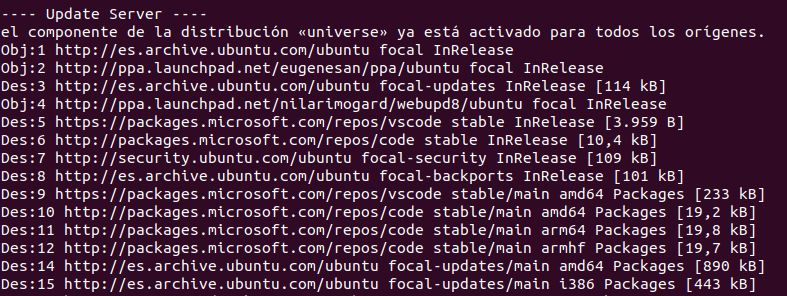 ---- Update Server ----
el componente de la distribución «universe» ya está activado para todos los orígenes.
Obj:1 http://es.archive.ubuntu.com/ubuntu focal InRelease
Obj:2 http://ppa.launchpad.net/eugenesan/ppa/ubuntu focal InRelease
Des:3 http://es.archive.ubuntu.com/ubuntu focal-updates InRelease [114 kB]
Obj:4 http://ppa.launchpad.net/nilarimogard/webupd8/ubuntu focal InRelease
Des:5 https://packages.microsoft.com/repos/vscode stable InRelease [3.959 B]
Des:6 http://packages.microsoft.com/repos/code stable InRelease [10,4 kB]
Des:7 http://security.ubuntu.com/ubuntu focal-security InRelease [109 kB]
Des:8 http://es.archive.ubuntu.com/ubuntu focal-backports InRelease [101 kB]
Des:9 https://packages.microsoft.com/repos/vscode stable/main amd64 Packages [233 kB]
Des:10 http://packages.microsoft.com/repos/code stable/main amd64 Packages [19,2 kB]
Des:11 http://packages.microsoft.com/repos/code stable/main arm64 Packages [19,8 kB]
Des:12 http://packages.microsoft.com/repos/code stable/main armhf Packages [19,7 kB]
Des:14 http://es.archive.ubuntu.com/ubuntu focal-updates/main amd64 Packages [890 kB]
Des:15 http://es.archive.ubuntu.com/ubuntu focal-updates/main i386 Packages [443 kB]